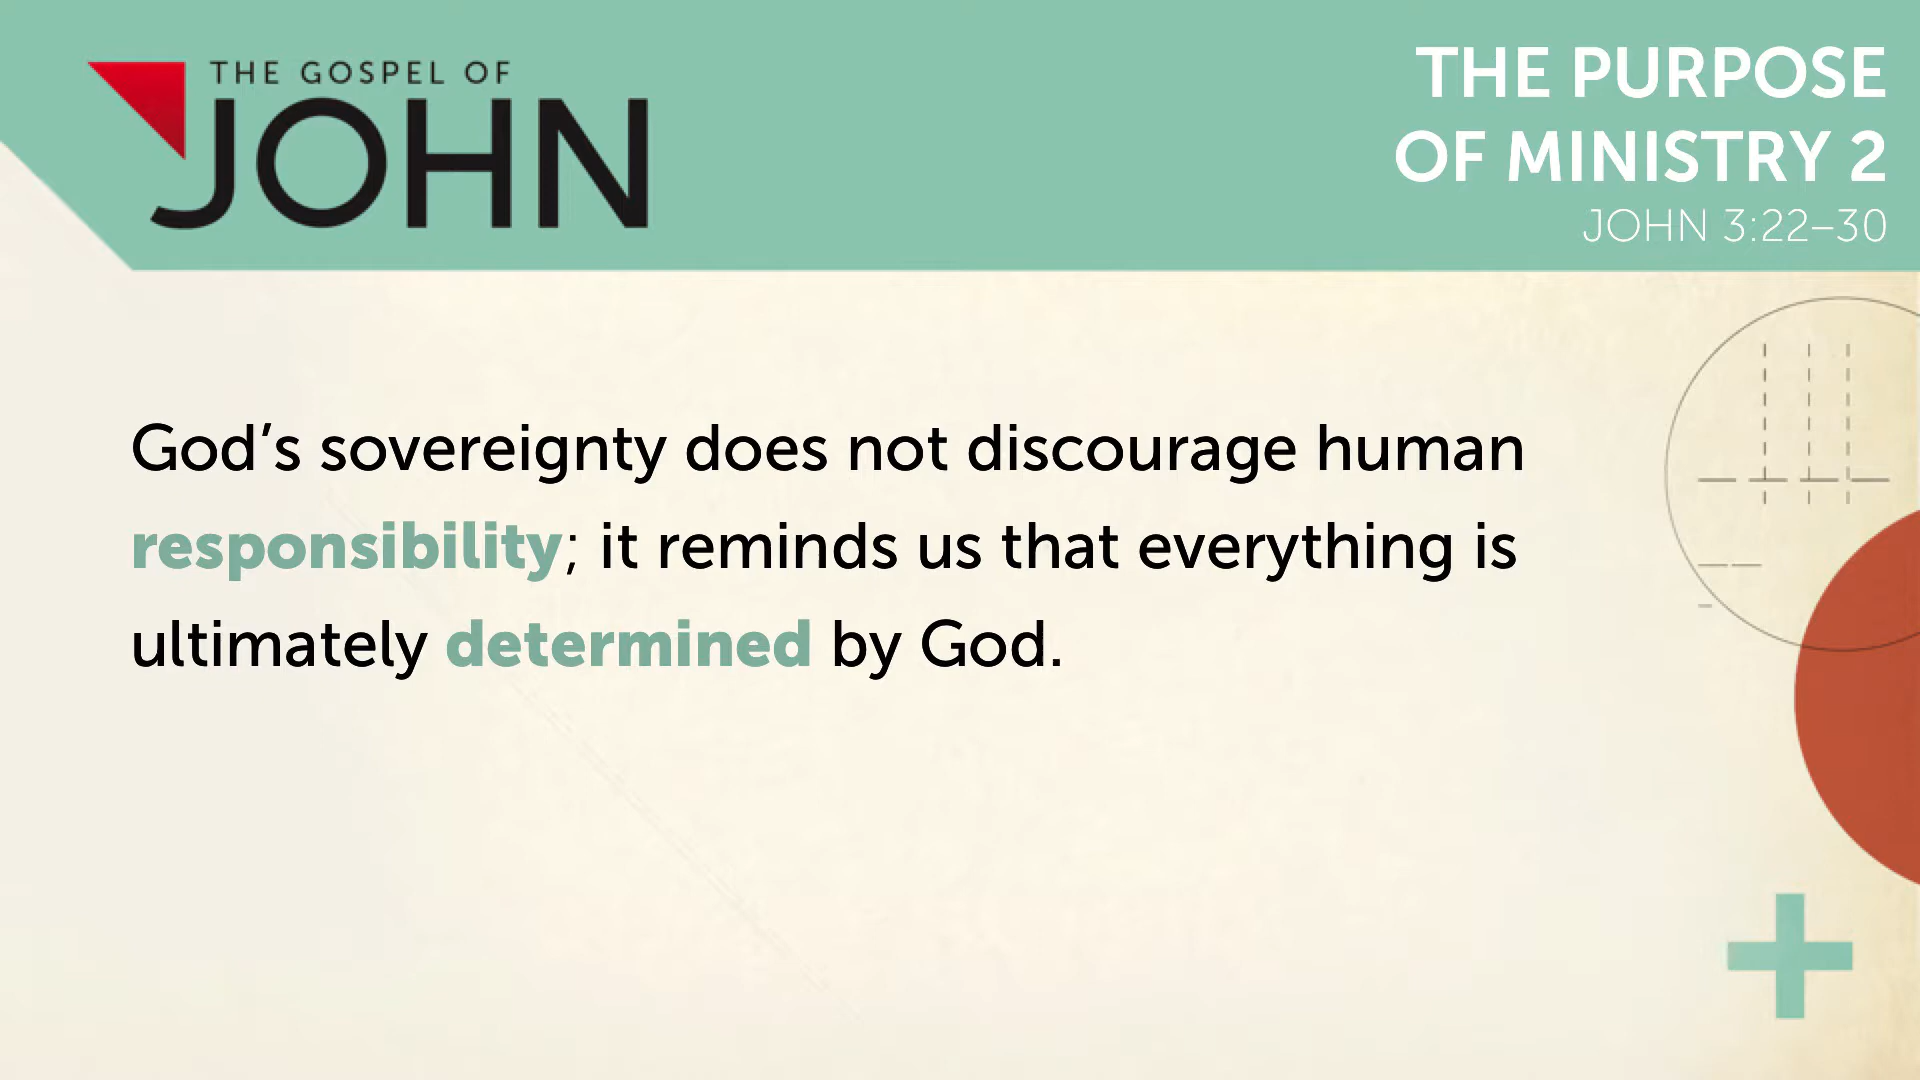 THE GOSPEL OF
JOHN
THE PURPOSE
OF MINISTRY 2
JOHN 3:22–30
God’s sovereignty does not discourage human
responsibility; it reminds us that everything is
ultimately determined by God.